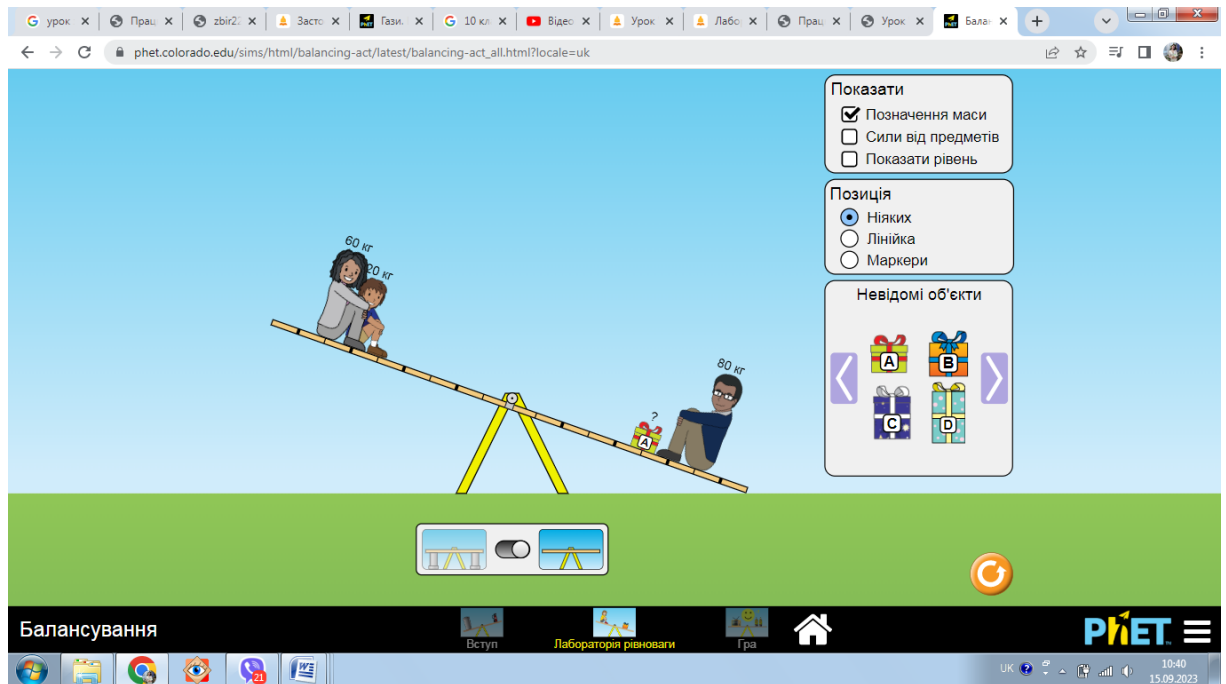 G урок
Прац
zbir2
Засто
Гази.
G 10 кл
Відео
Урок
Лабо
Прац
Урок
Бала
phet.colorado.edu/sims/html/balancing-act/latest/balancing-act_all.html?locale=uk
Показати
Позначення маси
Сили від предметів
Показати рівень
Позиція
Ніяких
Лінійка
Маркери
Невідомі об'єкти
A
B
C
D
60 кг
20 кг
80 кг
?
A
Балансування
Вступ
Лабораторія рівноваги
Гра
PhET
21
UK
10:40
15.09.2023